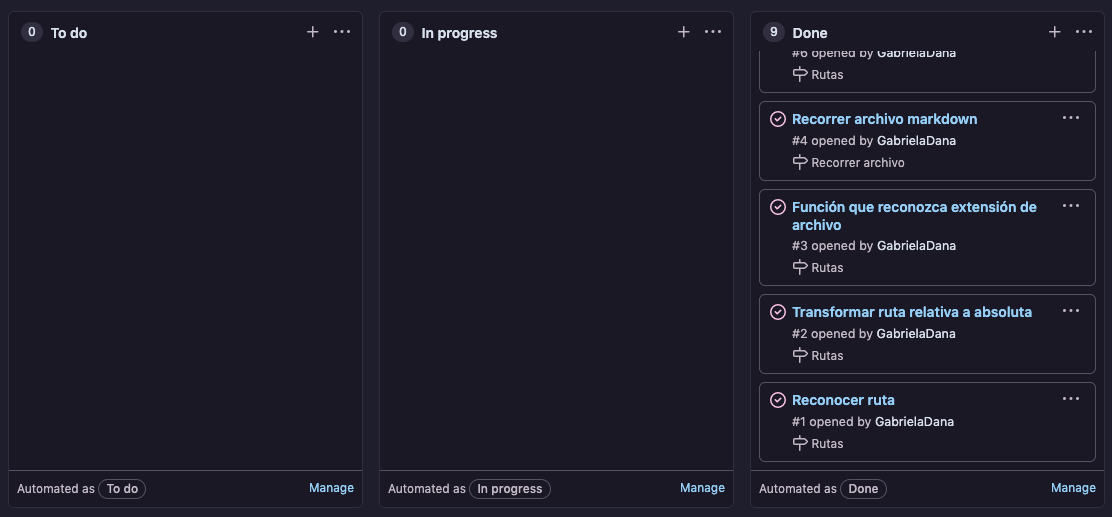 0 To do
0 In progress
9 Done
#6 opened by GabrielaDana
Rutas
Recorrer archivo markdown
#4 opened by GabrielaDana
Recorrer archivo
Función que reconozca extensión de
archivo
#3 opened by GabrielaDana
Rutas
Transformar ruta relativa a absoluta
#2 opened by GabrielaDana
Rutas
Reconocer ruta
#1 opened by GabrielaDana
Rutas
Automated as To do Manage
Automated as In progress Manage
Automated as Done Manage